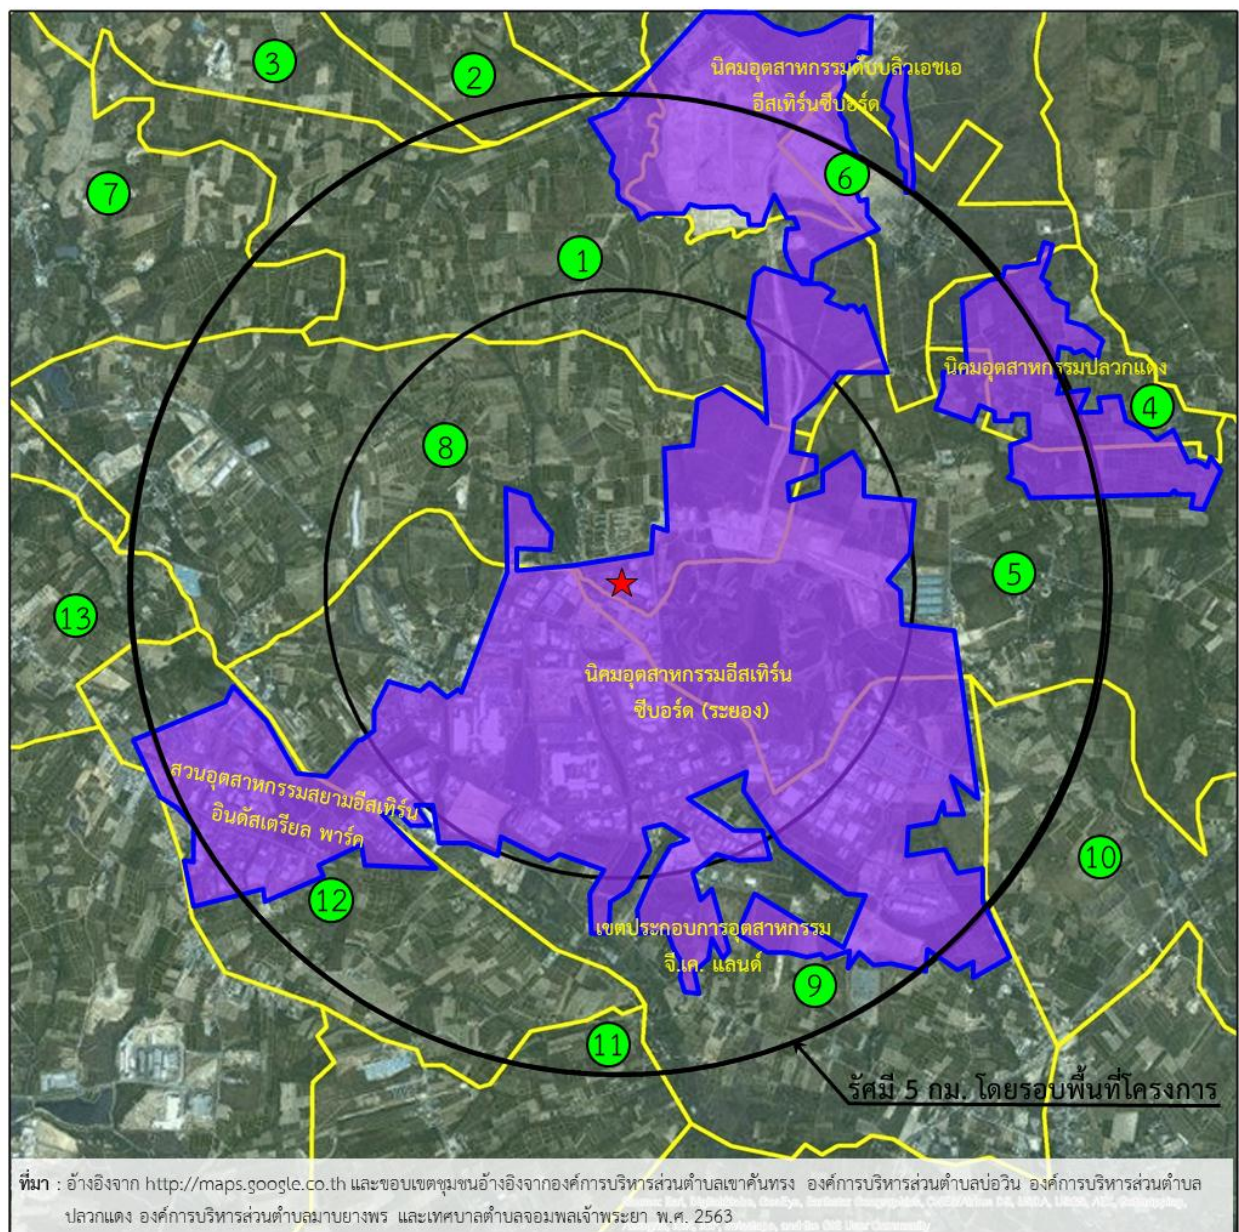 3
2
นิคมอุตสาหกรรมดับบลิวเอชเอ
อีสเทิร์นซีบอร์ด
6
7
1
นิคมอุตสาหกรรมปลวกแดง
4
8
5
13
นิคมอุตสาหกรรมอีสเทิร์น
ซีบอร์ด (ระยอง)
สวนอุตสาหกรรมสยามอีสเทิร์น
อินดัสเตรียล พาร์ค
10
12
เขตประกอบการอุตสาหกรรม
จี.เค. แลนด์
9
11
รัศมี 5 กม. โดยรอบพื้นที่โครงการ
ที่มา : อ้างอิงจาก http://maps.google.co.th และขอบเขตชุมชนอ้างอิงจากองค์การบริหารส่วนตำบลเขาคันทรง องค์การบริหารส่วนตำบลบ่อวิน องค์การบริหารส่วนตำบล
ปลวกแดง องค์การบริหารส่วนตำบลมาบยางพร และเทศบาลตำบลจอมพลเจ้าพระยา พ.ศ. 2563